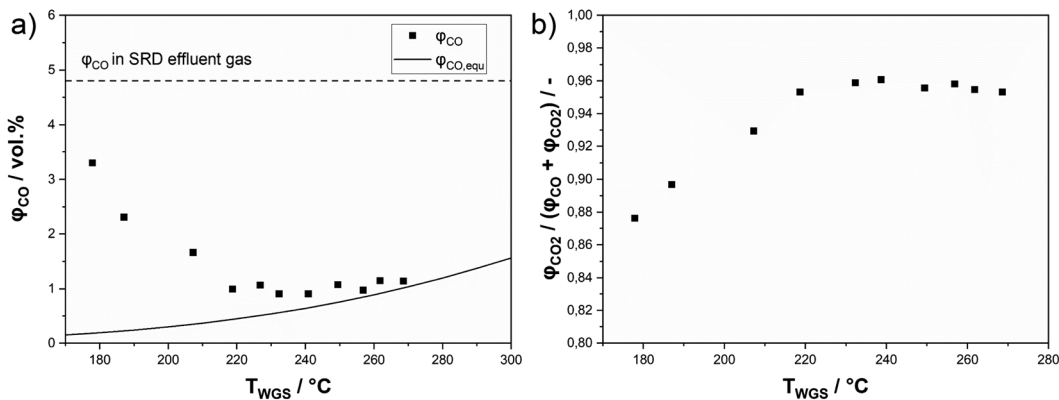 a)
φCO
φCO,equ
φCO in SRD effluent gas
φCO / vol.%
6
5
4
3
2
1
0
180 200 220 240 260 280 300
TWGS / °C
b)
φCO2 / (φCO + φCO2) / -
1,00
0,98
0,96
0,94
0,92
0,90
0,88
0,86
0,84
0,82
0,80
180 200 220 240 260 280
TWGS / °C